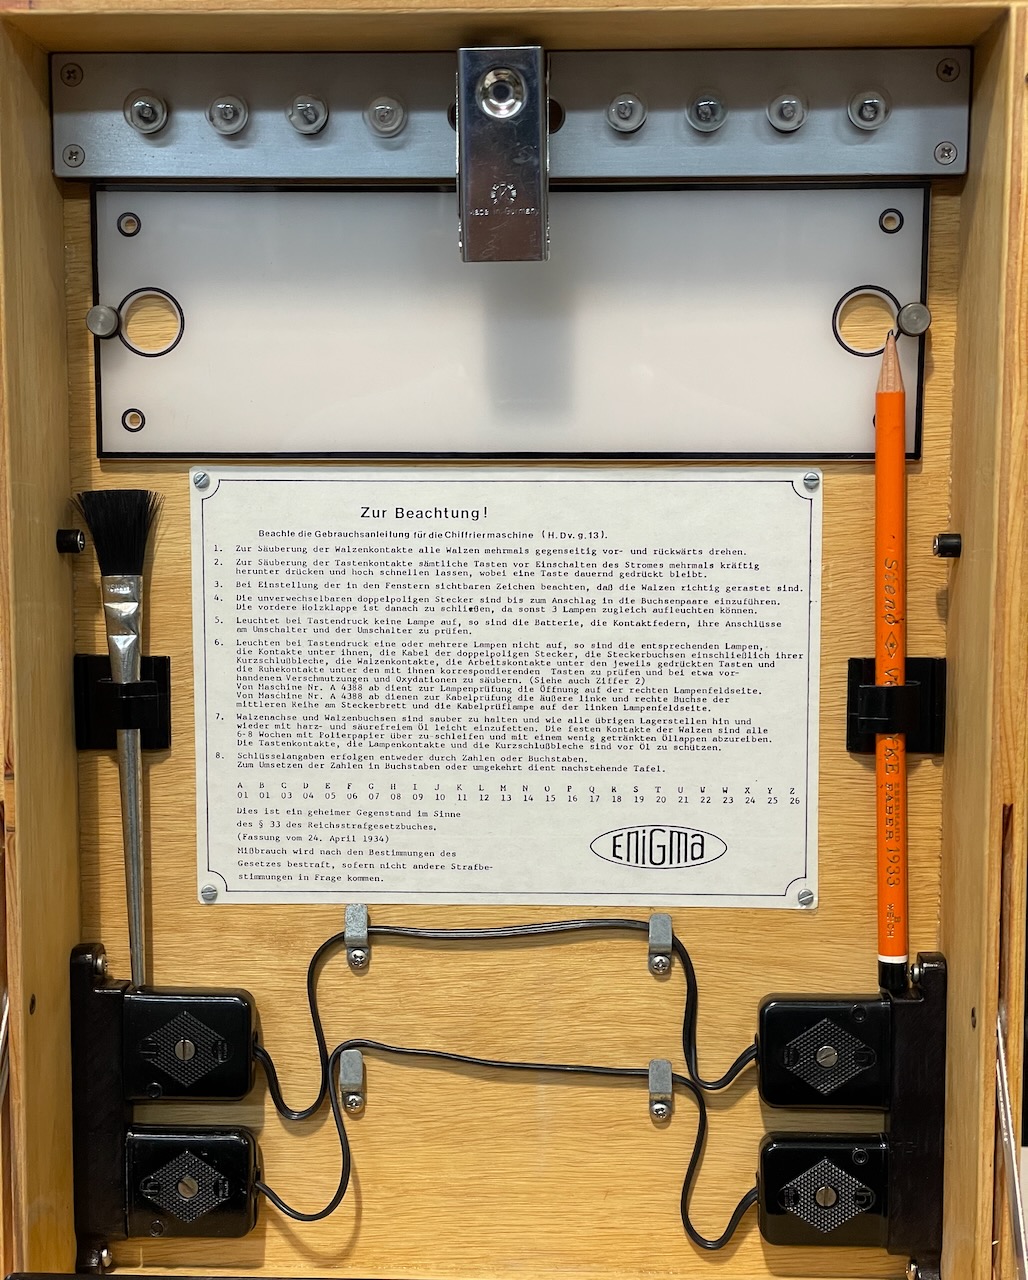 Made in Germany
Zur Beachtung!
Beachte die Gebrauchsanleitung für die Chiffriermaschine (H.Dv.g.13).
1. Zur Säuberung der Walzenkontakte alle Walzen mehrmals gegenseitig vor- und rückwärts drehen.
2. Zur Säuberung der Tastenkontakte sämtliche Tasten vor Einschalten des Stromes mehrmals kräftig
herunter drücken und hoch schnellen lassen, wobei eine Taste dauernd gedrückt bleibt.
3. Bei Einstellung der in den Fenstern sichtbaren Zeichen beachten, daß die Walzen richtig gerastet sind.
4. Die unverwechselbaren doppelpoligen Stecker sind bis zum Anschlag in die Buchsenpaare einzuführen.
Die vordere Holzklappe ist danach zu schließen, da sonst 3 Lampen zugleich aufleuchten können.
5. Leuchtet bei Tastendruck keine Lampe auf, so sind die Batterie, die Kontaktfedern, ihre Anschlüsse
am Umschalter und der Umschalter zu prüfen.
6. Leuchten bei Tastendruck eine oder mehrere Lampen nicht auf, so sind die entsprechenden Lampen,
die Kontakte unter ihnen, die Kabel der doppelpoligen Stecker, die Steckerbuchsen einschließlich ihrer
Kurzschlußbleche, die Walzenkontakte, die Arbeitskontakte unter den jeweils gedrückten Tasten und
die Ruhekontakte unter den mit ihnen korrespondierenden Tasten zu prüfen und bei etwa vor-
handenen Verschmutzungen und Oxydationen zu säubern. (Siehe auch Ziffer 2)
Von Maschine Nr. A 4388 ab dient zur Lampenprüfung die Öffnung auf der rechten Lampenfeldseite.
Von Maschine Nr. A 4388 ab dienen zur Kabelprüfung die äußere linke und rechte Buchse der
mittleren Reihe am Steckerbrett und die Kabelprüflampe auf der linken Lampenfeldseite.
7. Walzenachse und Walzenbuchsen sind sauber zu halten und wie alle übrigen Lagerstellen hin und
wieder mit harz- und säurefreiem Öl leicht einzufetten. Die festen Kontakte der Walzen sind alle
6-8 Wochen mit Polierpapier über zu schleifen und mit einem wenig getränkten Öllappen abzureiben.
Die Tastenkontakte, die Lampenkontakte und die Kurzschlußbleche sind vor Öl zu schützen.
8. Schlüsselangaben erfolgen entweder durch Zahlen oder Buchstaben.
Zum Umsetzen der Zahlen in Buchstaben oder umgekehrt dient nachstehende Tafel.
A B C D E F G H I J K L M N O P Q R S T U V W X Y Z
01 01 03 04 05 06 07 08 09 10 11 12 13 14 15 16 17 18 19 20 21 22 23 24 25 26
Dies ist ein geheimer Gegenstand im Sinne
des § 33 des Reichsstrafgesetzbuches.
(Fassung vom 24. April 1934)
Mißbrauch wird nach den Bestimmungen des
Gesetzes bestraft, sofern nicht andere Strafbe-
stimmungen in Frage kommen.
ENIGMA
Steno
EBERHARD
FABER 1933
B
WEICH